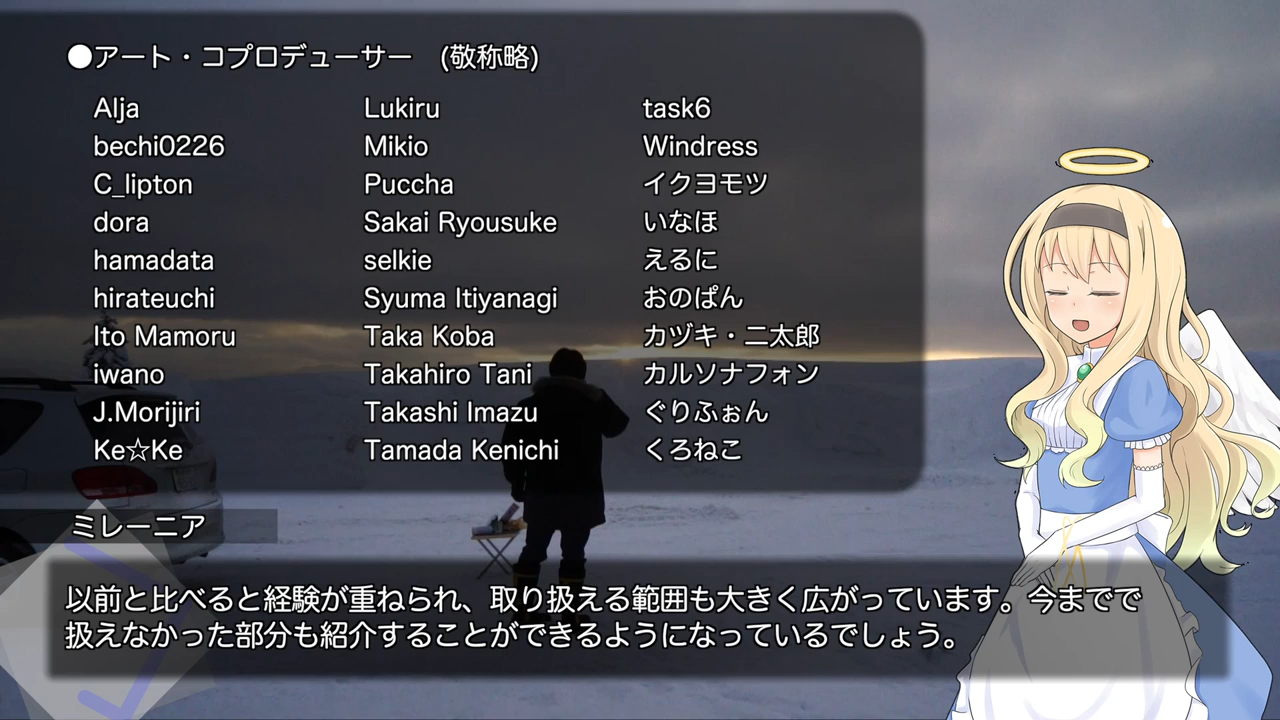 ●アート・コプロデューサー (敬称略)
Alja
bechi0226
C_lipton
dora
hamadata
hirateuchi
Ito Mamoru
iwano
J.Morijiri
Ke☆Ke
Lukiru
Mikio
Puccha
Sakai Ryousuke
selkie
Syuma Itiyanagi
Taka Koba
Takahiro Tani
Takashi Imazu
Tamada Kenichi
task6
Windress
イクヨモツ
いなほ
えるに
おのぱん
カヅキ・二太郎
カルソナフォン
ぐりふぉん
くろねこ
ミレーニア
以前と比べると経験が重ねられ、取り扱える範囲も大きく広がっています。今までで
扱えなかった部分も紹介することができるようになっているでしょう。